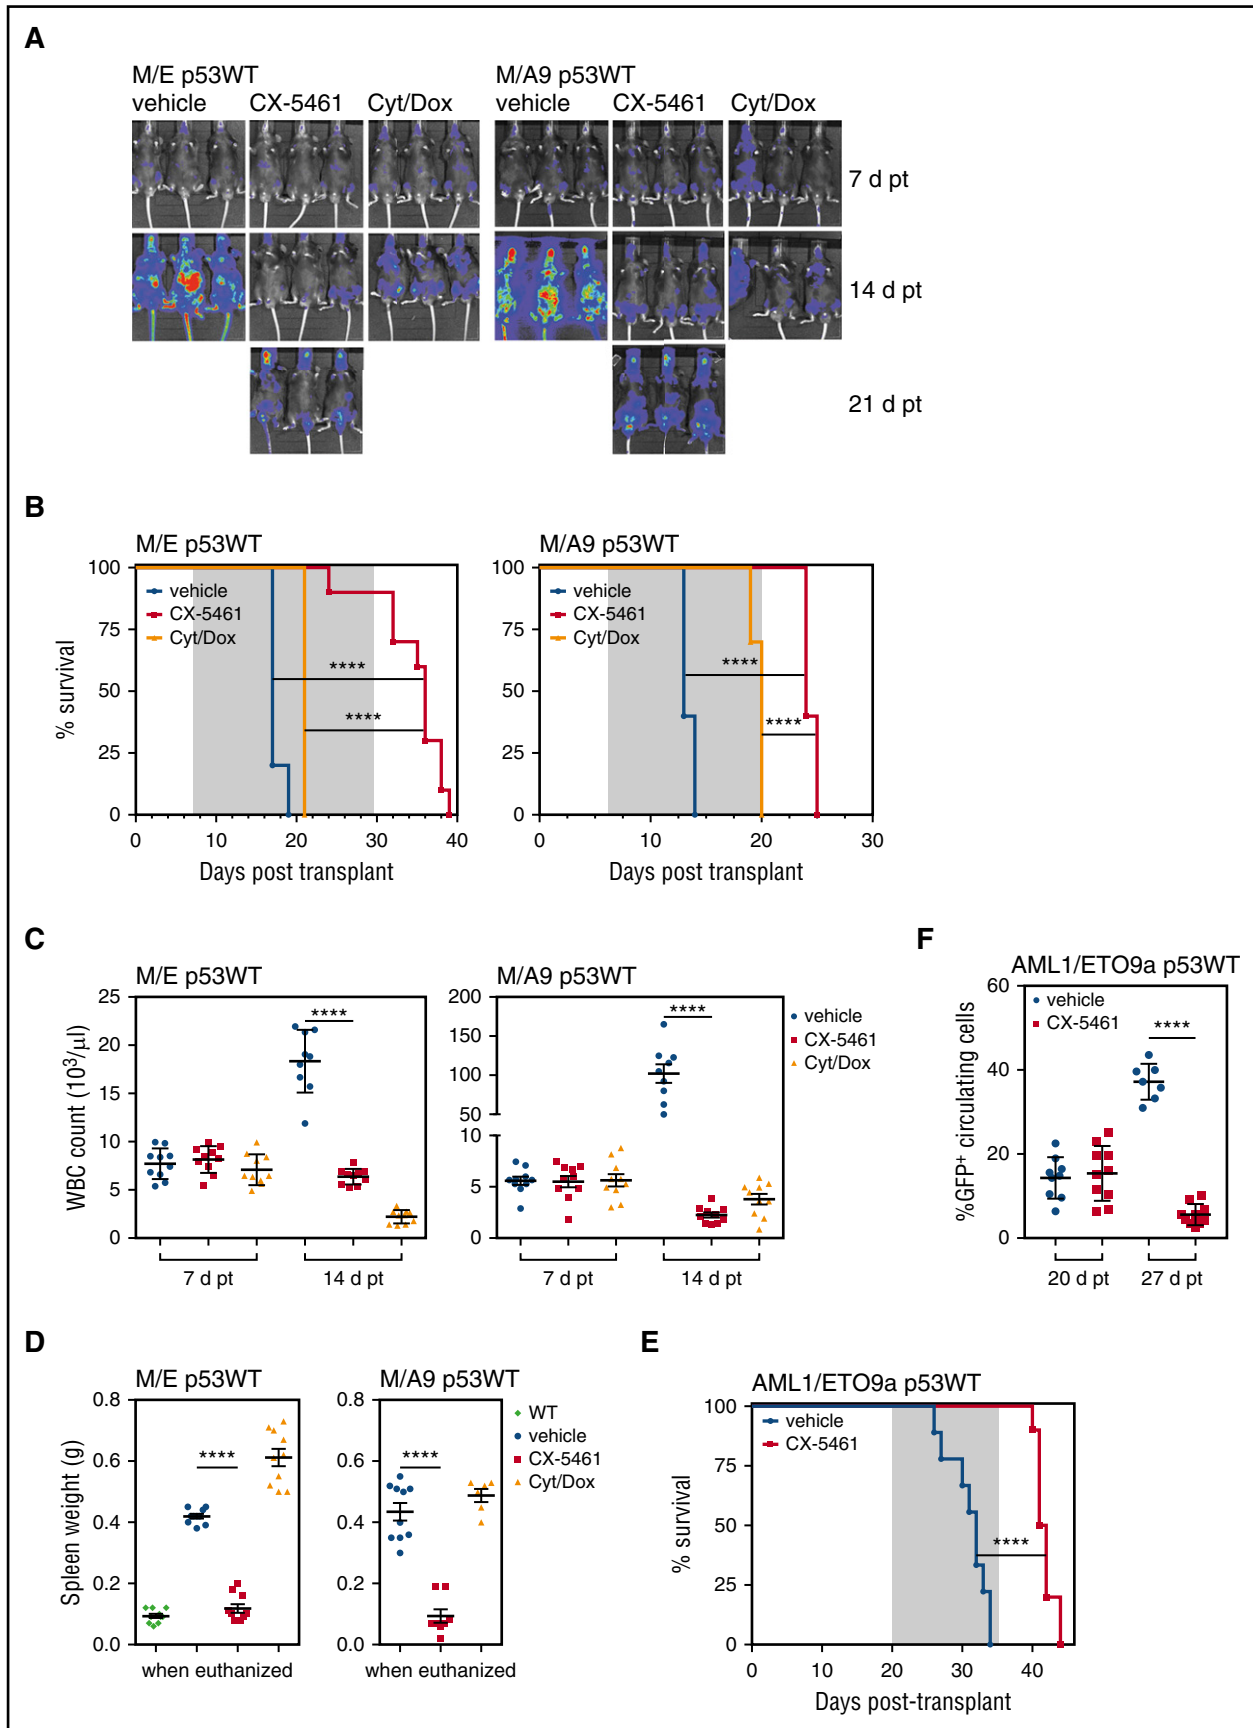 A
M/E p53WT
vehicle CX-5461 Cyt/Dox
M/A9 p53WT
vehicle CX-5461 Cyt/Dox
7 d pt
14 d pt
21 d pt
B
M/E p53WT
100
75
50
25
0
% survival
vehicle
CX-5461
Cyt/Dox
****
****
0 10 20 30 40
Days post transplant
M/A9 p53WT
100
75
50
25
0
vehicle
CX-5461
Cyt/Dox
****
****
0 10 20 30
Days post transplant
C
M/E p53WT
25
20
15
10
5
0
WBC count (10³/µl)
****
7 d pt 14 d pt
M/A9 p53WT
200
150
100
50
10
5
0
****
7 d pt 14 d pt
vehicle
CX-5461
Cyt/Dox
F
AML1/ETO9a p53WT
60
40
20
0
%GFP⁺ circulating cells
vehicle
CX-5461
****
20 d pt 27 d pt
D
M/E p53WT
0.8
0.6
0.4
0.2
0.0
Spleen weight (g)
****
when euthanized
M/A9 p53WT
0.8
0.6
0.4
0.2
0.0
****
when euthanized
WT
vehicle
CX-5461
Cyt/Dox
E
AML1/ETO9a p53WT
100
75
50
25
0
% survival
vehicle
CX-5461
****
0 10 20 30 40
Days post-transplant